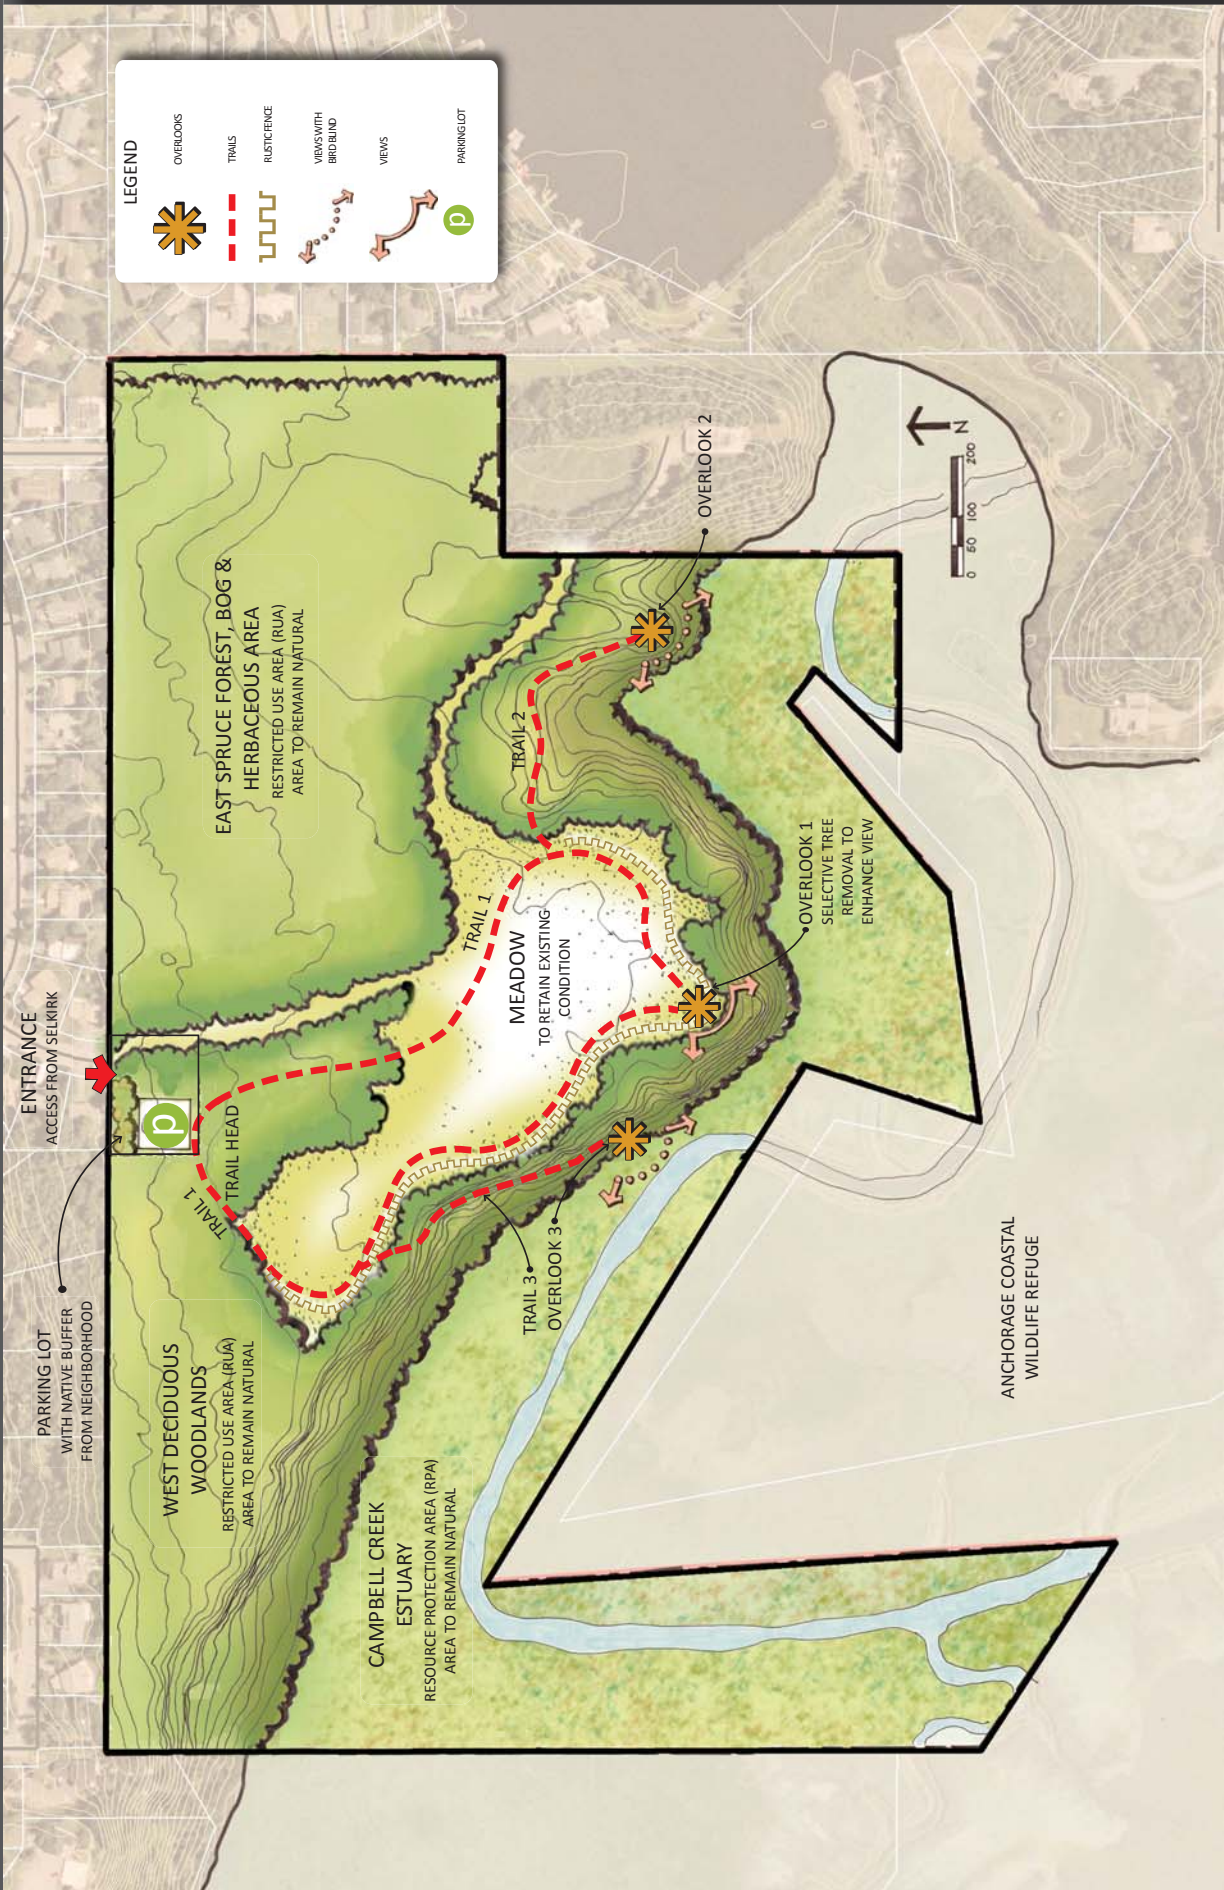 LEGEND
OVERLOOKS
TRAILS
RUSTIC FENCE
VIEWS WITH
BIRD BLIND
VIEWS
PARKING LOT
p
PARKING LOT
WITH NATIVE BUFFER
FROM NEIGHBORHOOD
ENTRANCE
ACCESS FROM SELKIRK
p
TRAIL HEAD
TRAIL 1
WEST DECIDUOUS
WOODLANDS
RESTRICTED USE AREA (RUA)
AREA TO REMAIN NATURAL
EAST SPRUCE FOREST, BOG &
HERBACEOUS AREA
RESTRICTED USE AREA (RUA)
AREA TO REMAIN NATURAL
CAMPBELL CREEK
ESTUARY
RESOURCE PROTECTION AREA (RPA)
AREA TO REMAIN NATURAL
TRAIL 1
MEADOW
TO RETAIN EXISTING
CONDITION
TRAIL 2
TRAIL 3
OVERLOOK 3
OVERLOOK 2
OVERLOOK 1
SELECTIVE TREE
REMOVAL TO
ENHANCE VIEW
N
0 50 100 200
ANCHORAGE COASTAL
WILDLIFE REFUGE